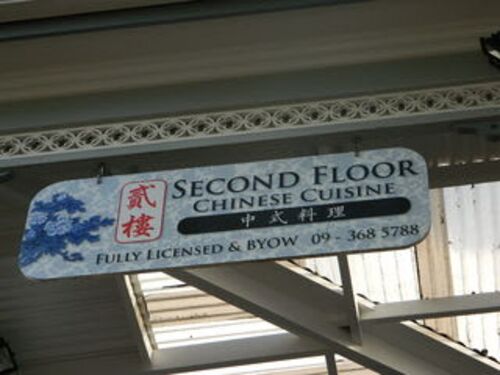 貳樓
SECOND FLOOR
CHINESE CUISINE
中式料理
FULLY LICENSED & BYOW 09 - 368 5788